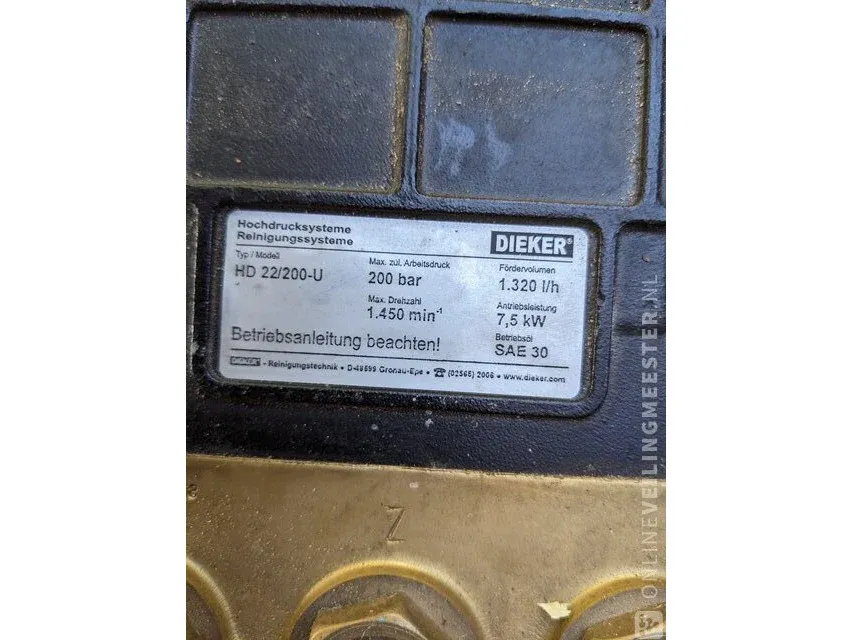 Hochdrucksysteme
Reinigungssysteme
DIEKER®
Typ / Modell
HD 22/200-U
Max. zul. Arbeitsdruck
200 bar
Fördervolumen
1.320 l/h
Max. Drehzahl
1.450 min⁻¹
Antriebsleistung
7,5 kW
Betriebsanleitung beachten!
Betriebsöl
SAE 30
DIEKER® - Reinigungstechnik • D-48599 Gronau-Epe • ☎ (02565) 2006 • www.dieker.com
Z
ONLINEVEILINGMEESTER.NL